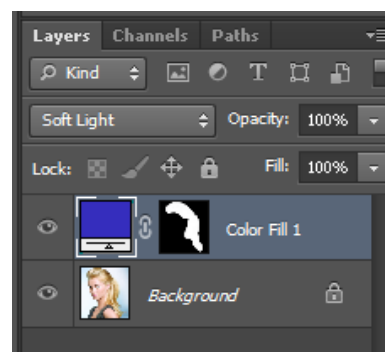 Layers Channels Paths
Kind T
Soft Light Opacity: 100%
Lock: Fill: 100%
Color Fill 1
Background